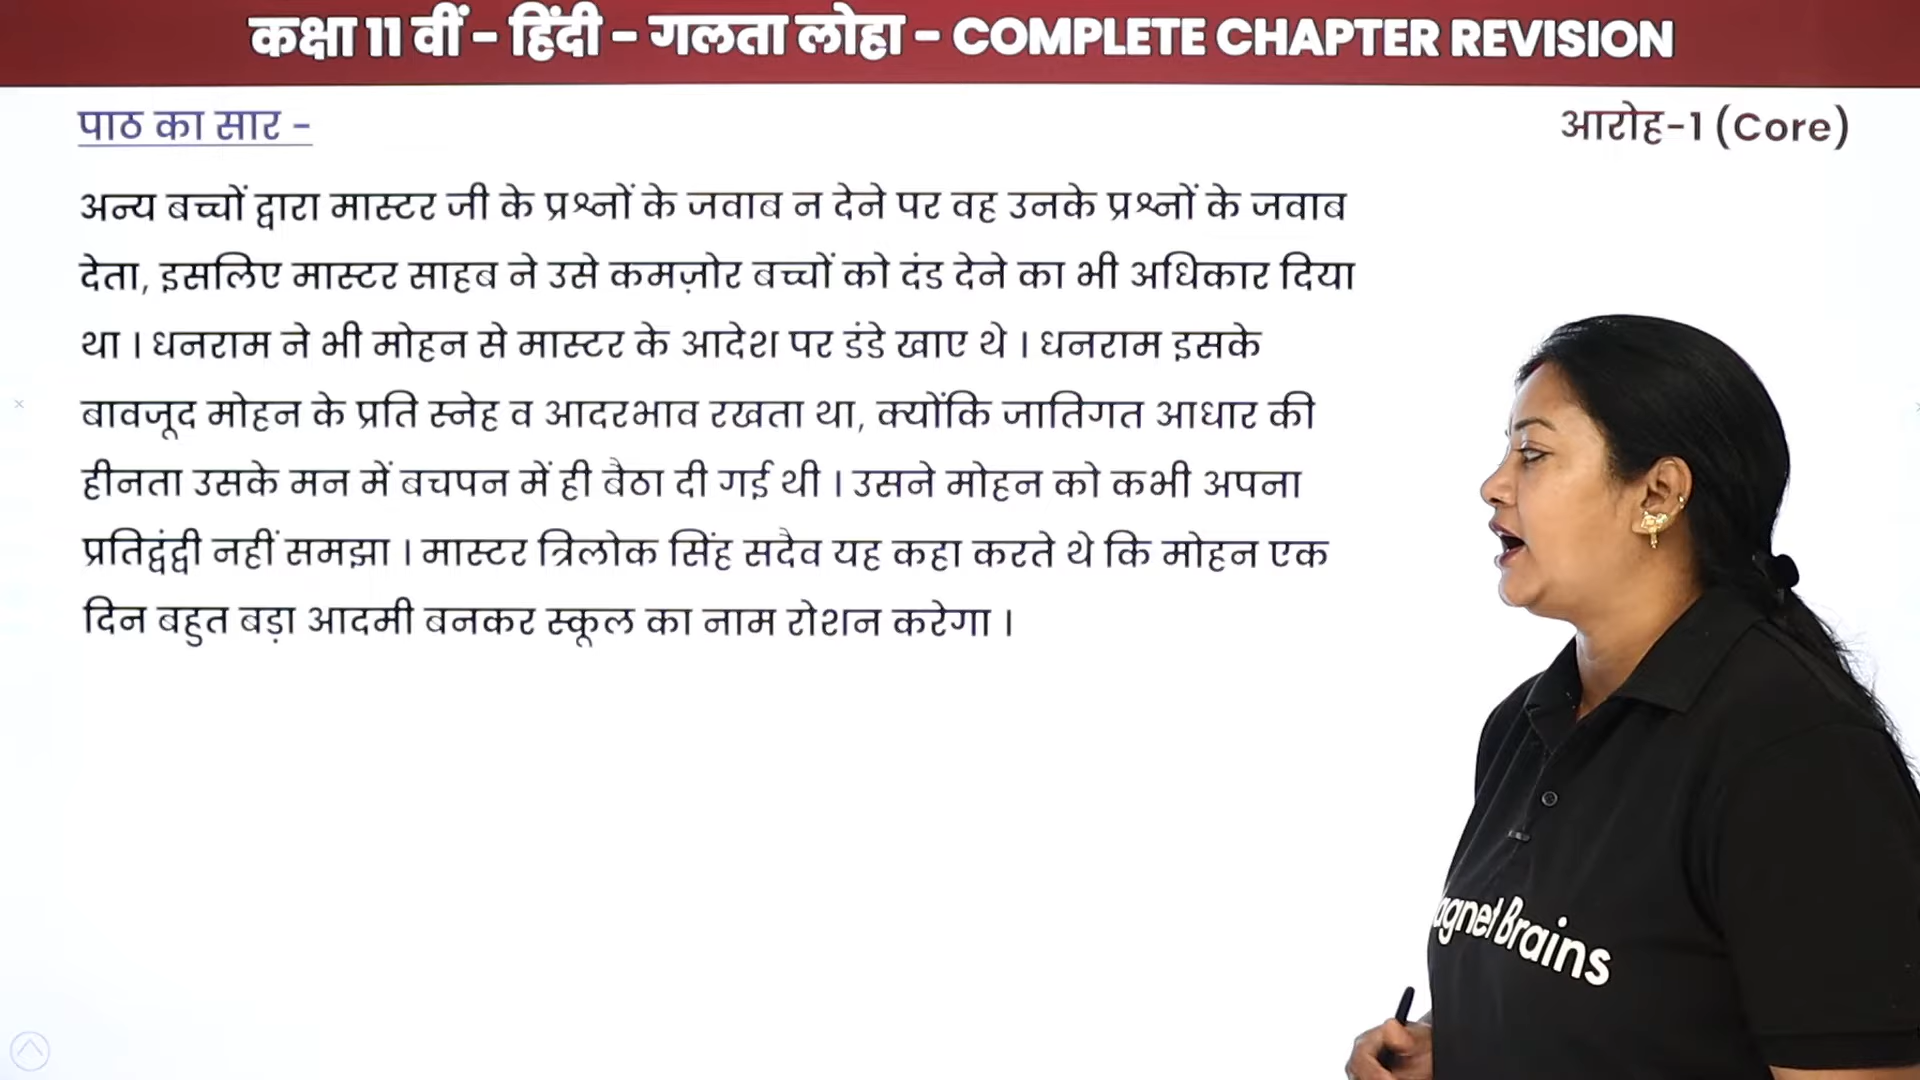 कक्षा 11 वीं - हिंदी - गलता लोहा - COMPLETE CHAPTER REVISION
पाठ का सार -
आरोह-1 (Core)
अन्य बच्चों द्वारा मास्टर जी के प्रश्नों के जवाब न देने पर वह उनके प्रश्नों के जवाब
देता, इसलिए मास्टर साहब ने उसे कमज़ोर बच्चों को दंड देने का भी अधिकार दिया
था । धनराम ने भी मोहन से मास्टर के आदेश पर डंडे खाए थे । धनराम इसके
बावजूद मोहन के प्रति स्नेह व आदरभाव रखता था, क्योंकि जातिगत आधार की
हीनता उसके मन में बचपन में ही बैठा दी गई थी । उसने मोहन को कभी अपना
प्रतिद्वंद्वी नहीं समझा । मास्टर त्रिलोक सिंह सदैव यह कहा करते थे कि मोहन एक
दिन बहुत बड़ा आदमी बनकर स्कूल का नाम रोशन करेगा ।
agnet Brains